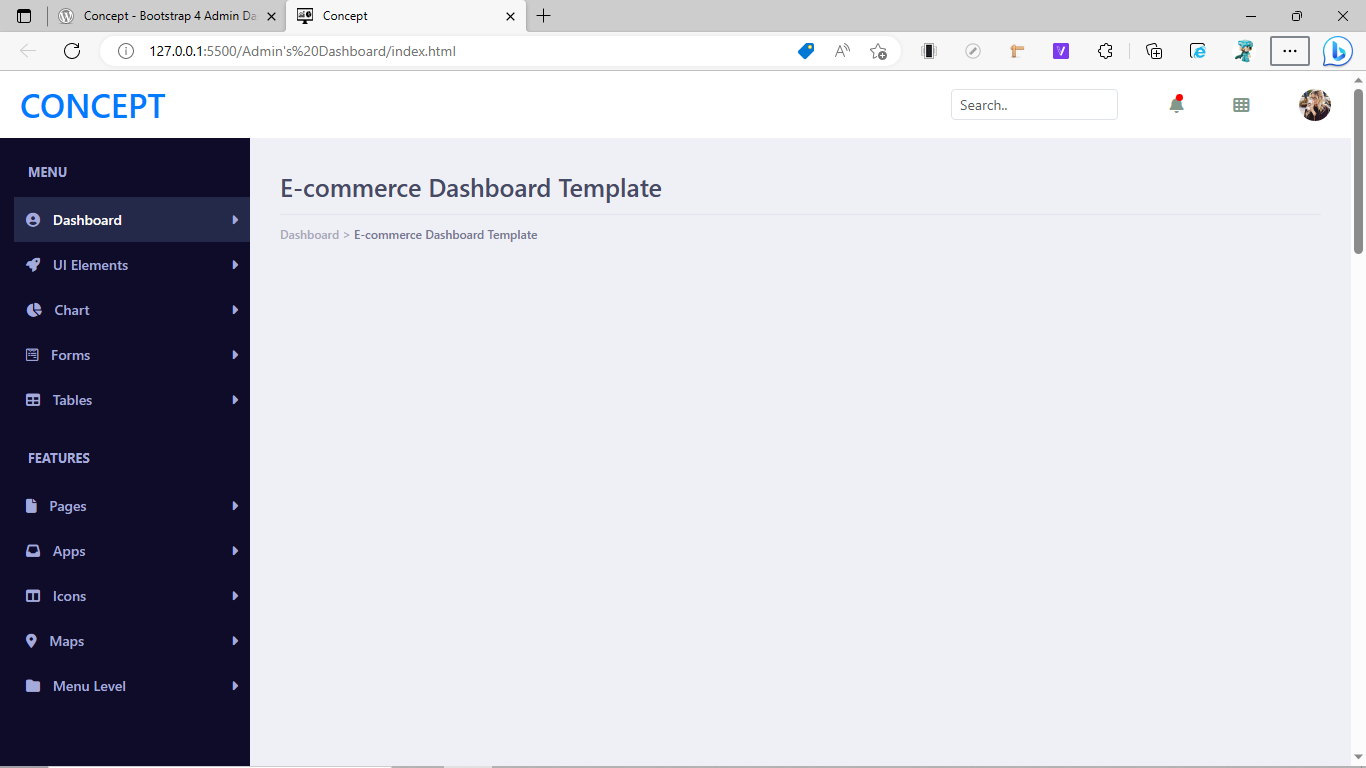 Concept - Bootstrap 4 Admin Da
Concept
127.0.0.1:5500/Admin's%20Dashboard/index.html
CONCEPT
Search..
MENU
Dashboard
UI Elements
Chart
Forms
Tables
FEATURES
Pages
Apps
Icons
Maps
Menu Level
E-commerce Dashboard Template
Dashboard > E-commerce Dashboard Template